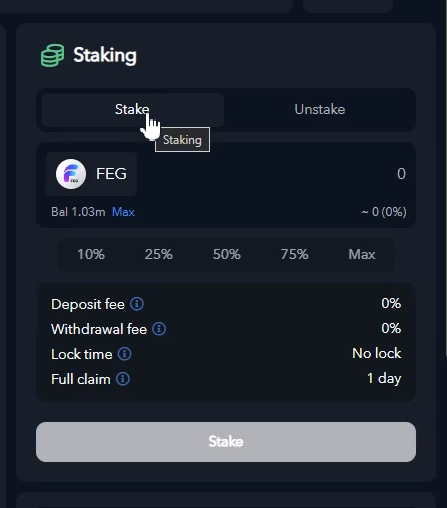 Staking
Stake Unstake
Staking
FEG FEG 0
Bal 1.03m Max ~ 0 (0%)
10% 25% 50% 75% Max
Deposit fee 0%
Withdrawal fee 0%
Lock time No lock
Full claim 1 day
Stake